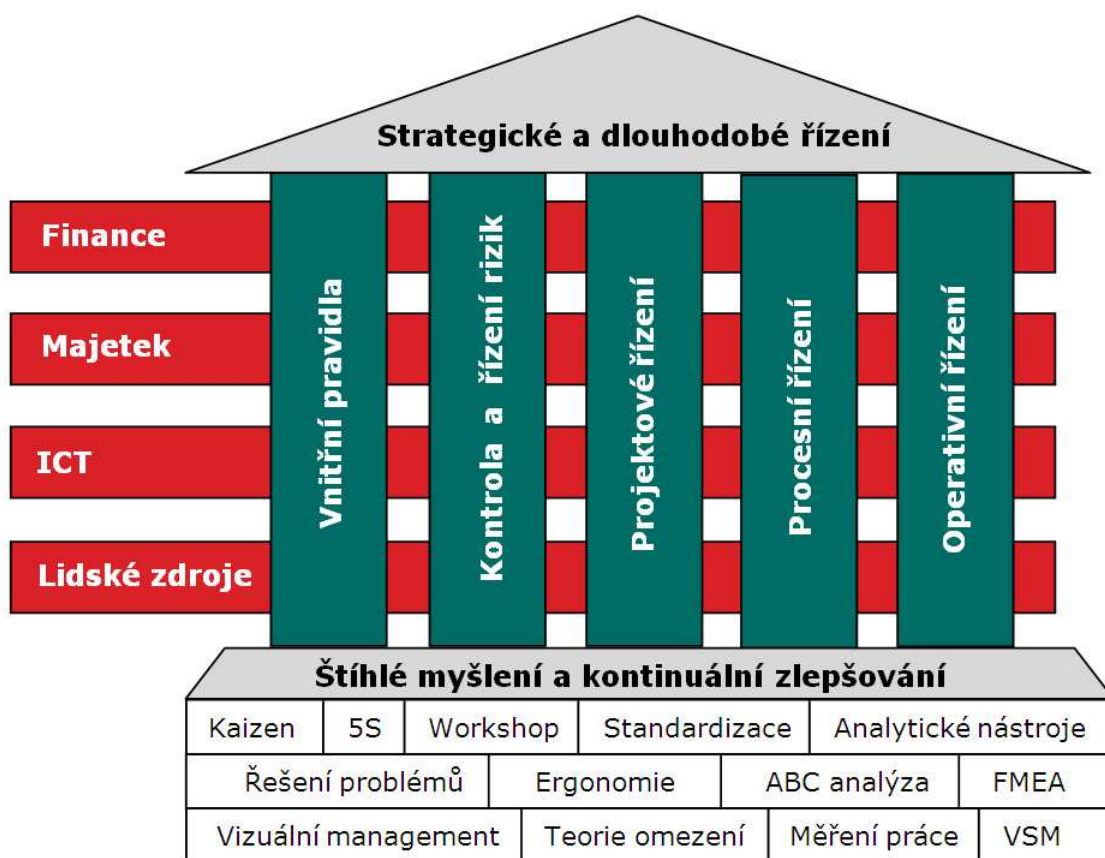 Strategické a dlouhodobé řízení
Finance
Majetek
ICT
Lidské zdroje
Vnitřní pravidla
Kontrola a řízení rizik
Projektové řízení
Procesní řízení
Operativní řízení
Štíhlé myšlení a kontinuální zlepšování
Kaizen 5S Workshop Standardizace Analytické nástroje
Řešení problémů Ergonomie ABC analýza FMEA
Vizuální management Teorie omezení Měření práce VSM